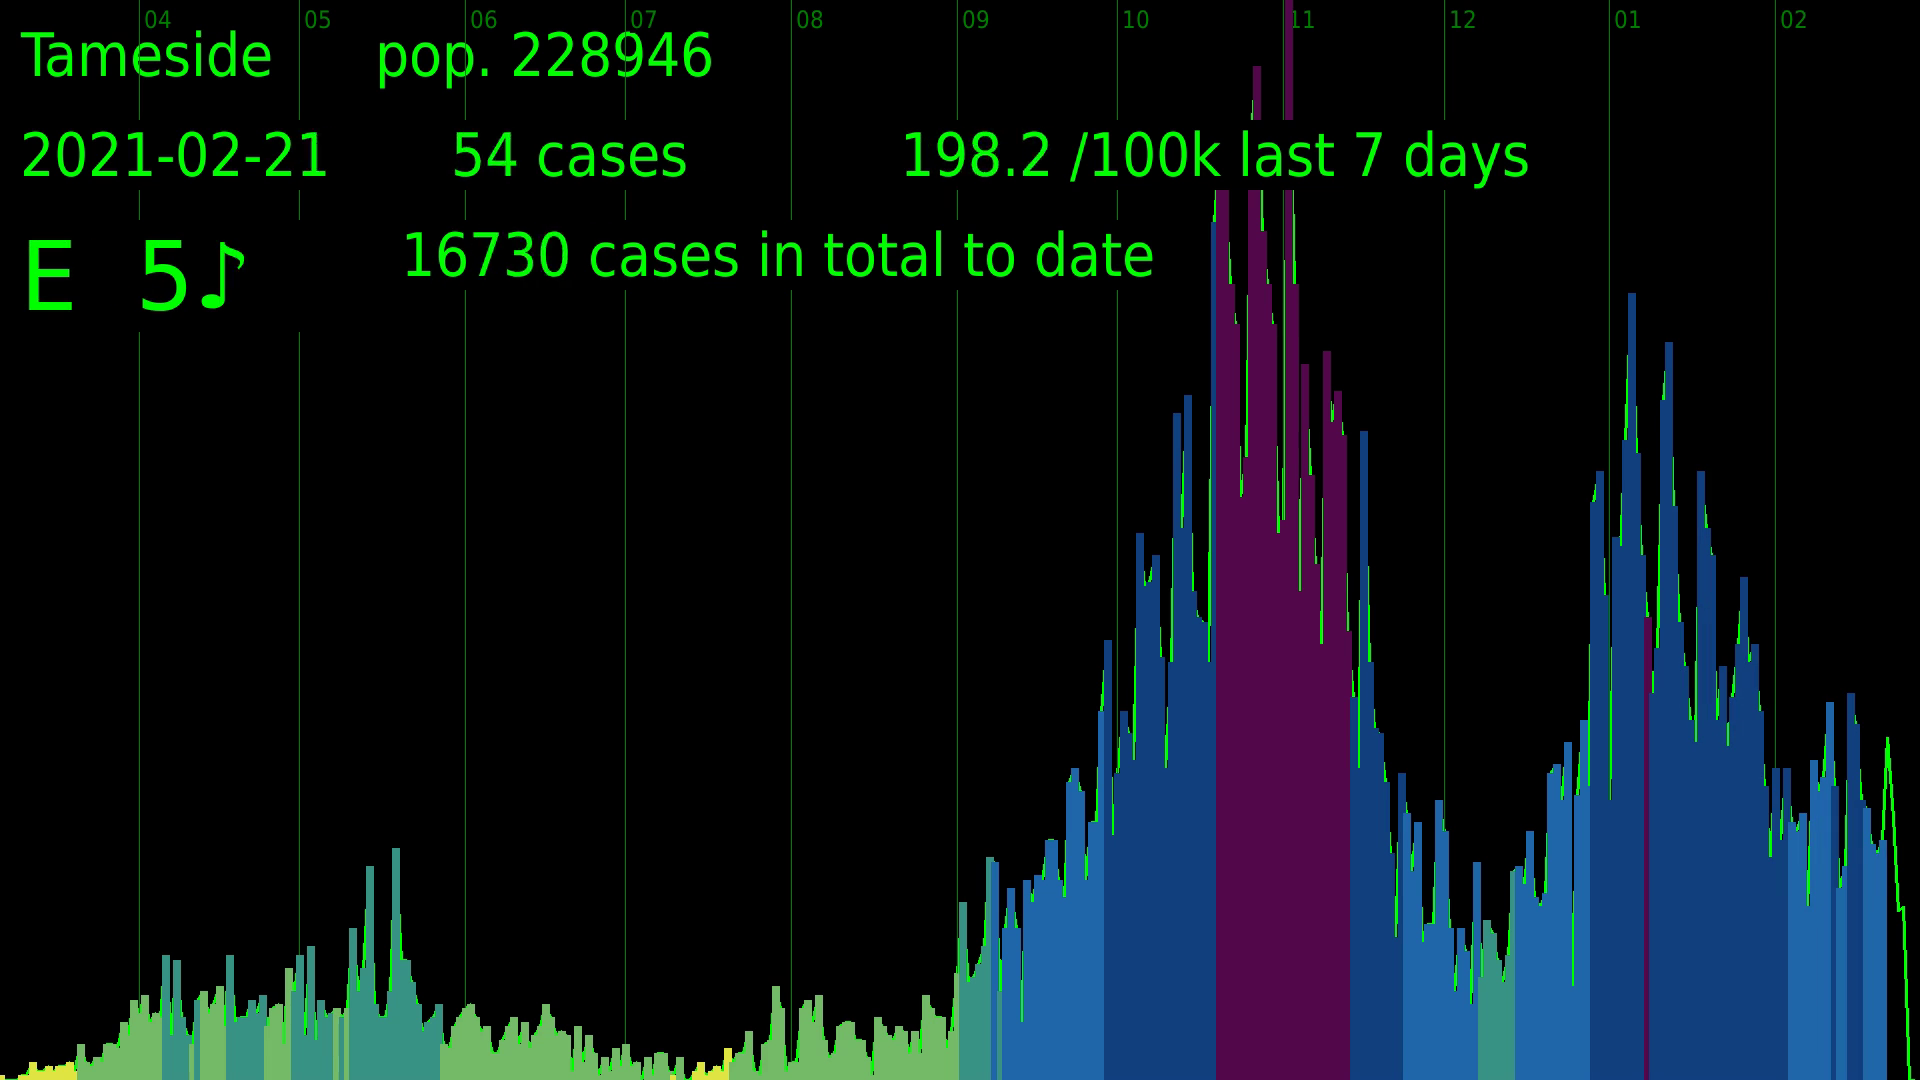 04 05 06 07 08 09 10 11 12 01 02
Tameside pop. 228946
2021-02-21 54 cases 198.2 /100k last 7 days
E 5♪ 16730 cases in total to date